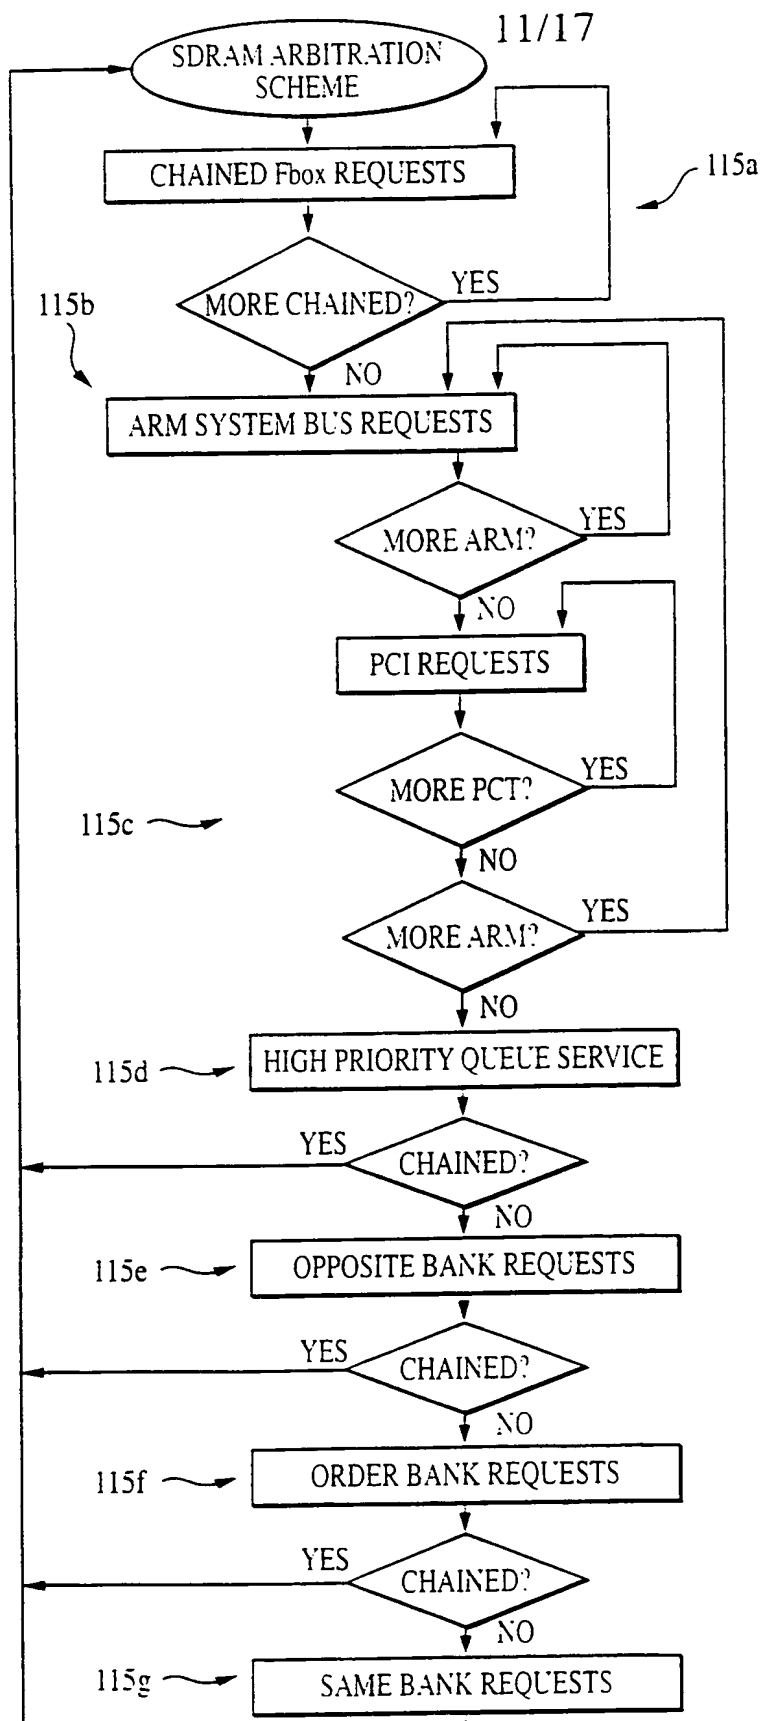 11/17
SDRAM ARBITRATION
SCHEME
CHAINED Fbox REQUESTS
115a
MORE CHAINED?
YES
115b
NO
ARM SYSTEM BUS REQUESTS
MORE ARM?
YES
NO
PCI REQUESTS
MORE PCT?
YES
115c
NO
MORE ARM?
YES
NO
115d
HIGH PRIORITY QUEUE SERVICE
YES
CHAINED?
NO
115e
OPPOSITE BANK REQUESTS
YES
CHAINED?
NO
115f
ORDER BANK REQUESTS
YES
CHAINED?
NO
115g
SAME BANK REQUESTS